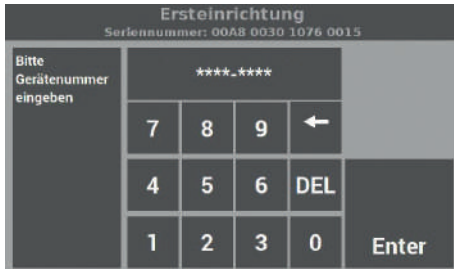 Ersteinrichtung
Seriennummer: 00A8 0030 1076 0015
Bitte
Gerätenummer
eingeben
****-****
7 8 9 ←
4 5 6 DEL
1 2 3 0 Enter